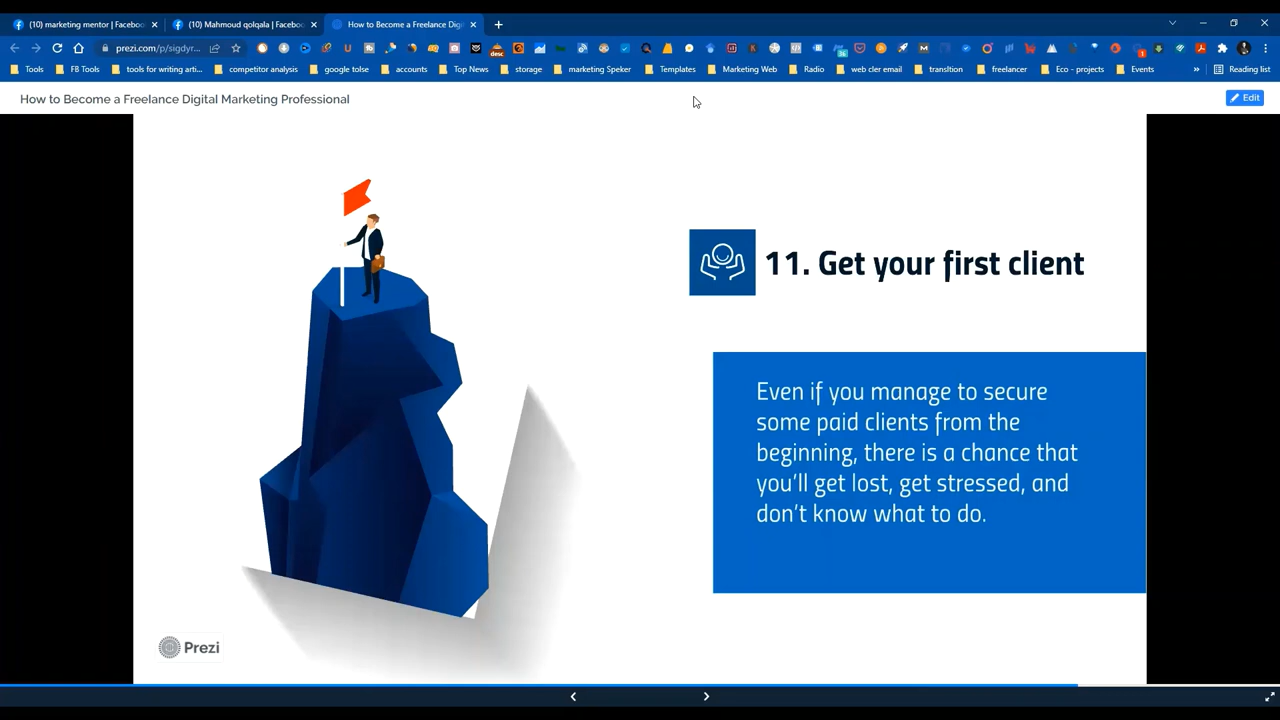 (10) marketing mentor | Faceboo
(10) Mahmoud qolqala | Faceboo
How to Become a Freelance Digi
prezi.com/p/sigdyr...
Tools
FB Tools
tools for writing arti...
competitor analysis
google tolse
accounts
Top News
storage
marketing Speker
Templates
Marketing Web
Radio
web cler email
transltion
freelancer
Eco - projects
Events
»
Reading list
How to Become a Freelance Digital Marketing Professional
Edit
11. Get your first client
Even if you manage to secure
some paid clients from the
beginning, there is a chance that
you'll get lost, get stressed, and
don't know what to do.
Prezi